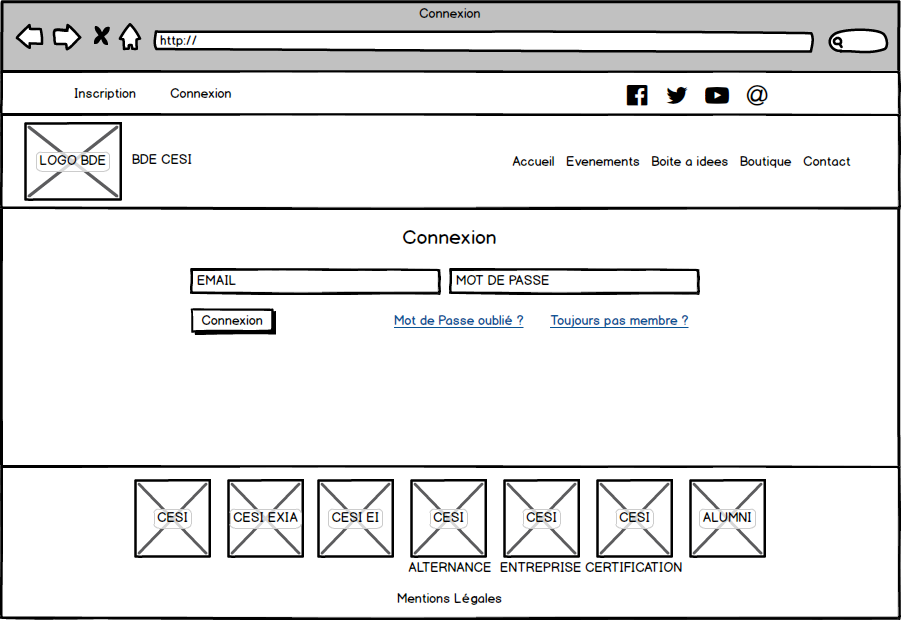 Connexion
http://
Inscription Connexion @
LOGO BDE BDE CESI Accueil Evenements Boite a idees Boutique Contact
Connexion
EMAIL MOT DE PASSE
Connexion Mot de Passe oublié ? Toujours pas membre ?
CESI CESI EXIA CESI EI CESI CESI CESI ALUMNI
ALTERNANCE ENTREPRISE CERTIFICATION
Mentions Légales